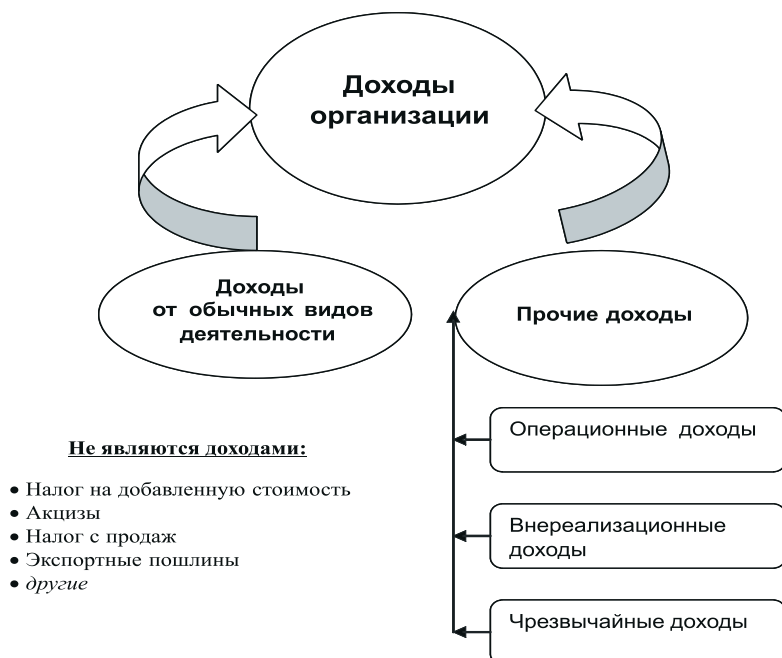 Доходы
организации
Доходы
от обычных видов
деятельности
Прочие доходы
Операционные доходы
Внереализационные
доходы
Чрезвычайные доходы
Не являются доходами:
• Налог на добавленную стоимость
• Акцизы
• Налог с продаж
• Экспортные пошлины
• другие